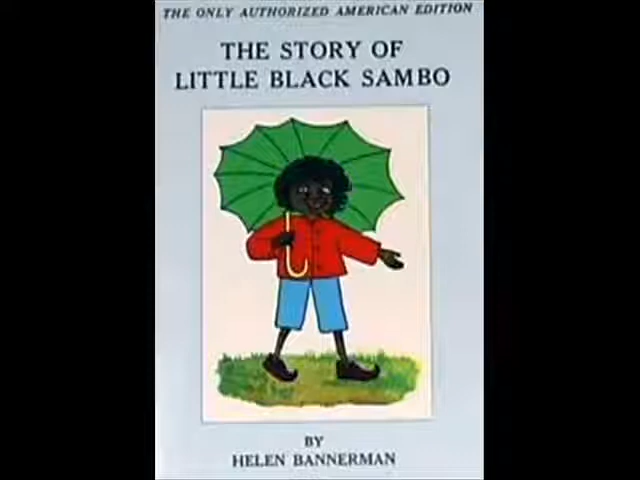 THE ONLY AUTHORIZED AMERICAN EDITION
THE STORY OF
LITTLE BLACK SAMBO
BY
HELEN BANNERMAN